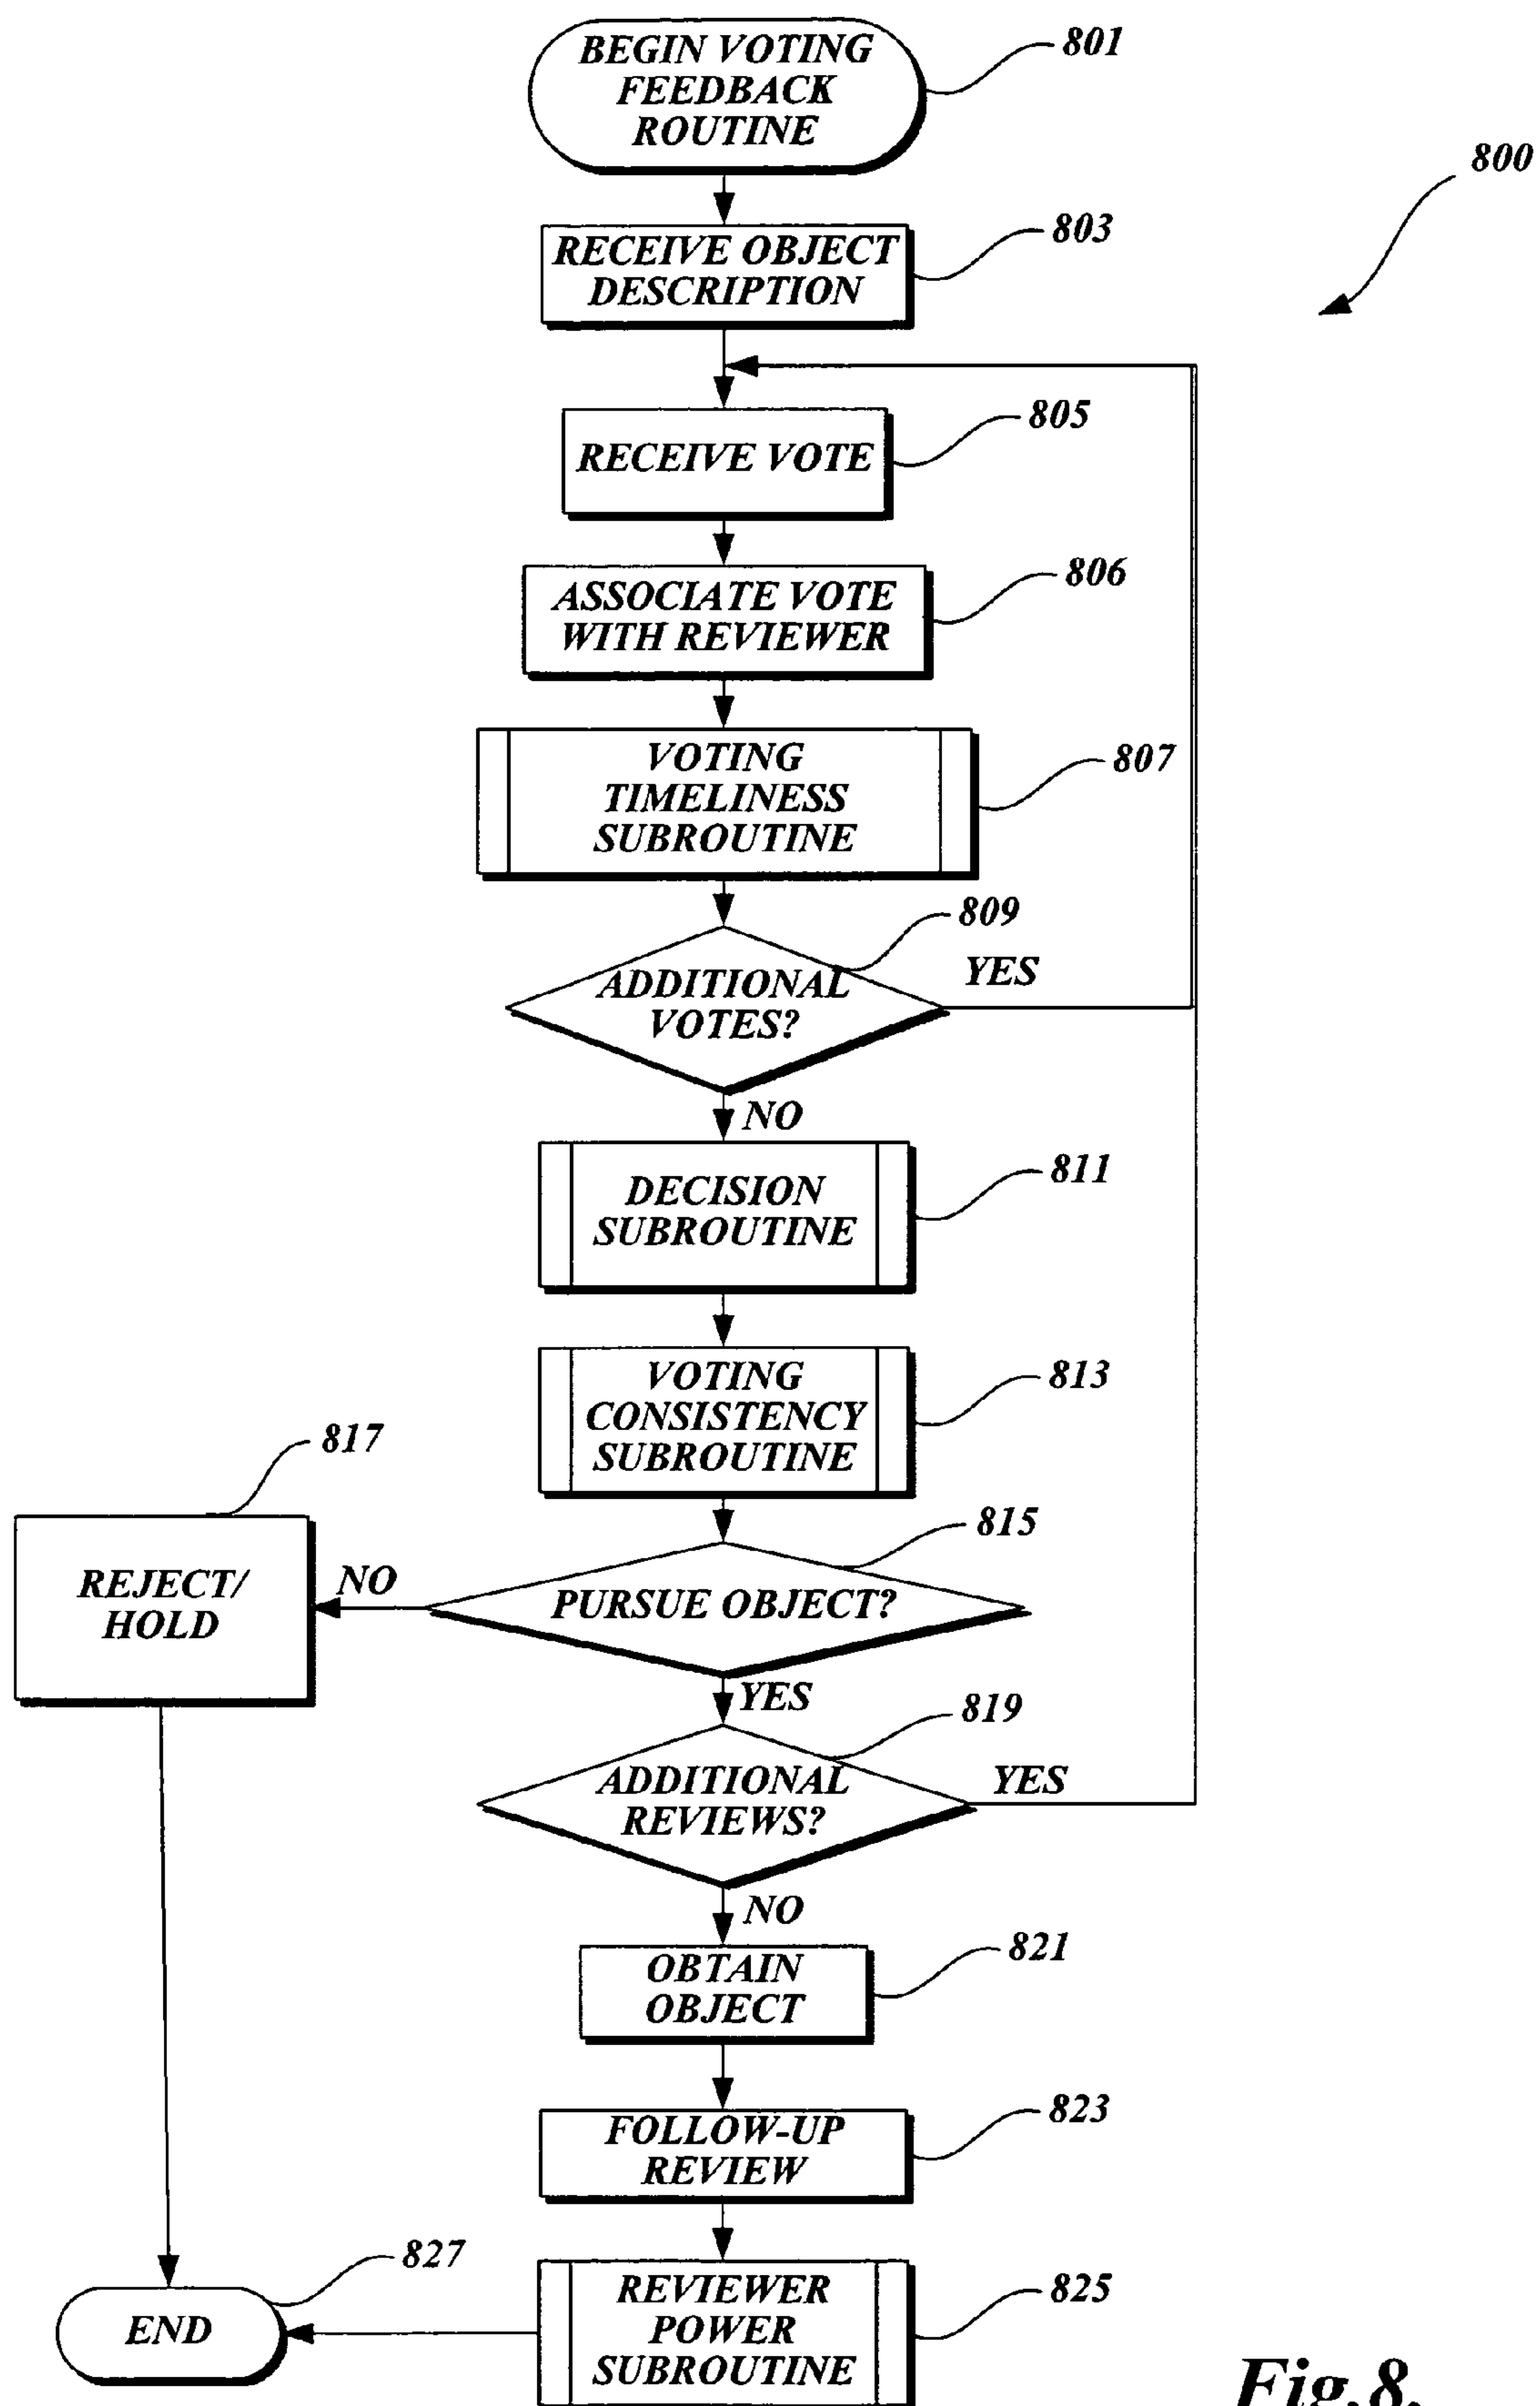 BEGIN VOTING
FEEDBACK
ROUTINE
801
800
RECEIVE OBJECT
DESCRIPTION
803
RECEIVE VOTE
805
ASSOCIATE VOTE
WITH REVIEWER
806
VOTING
TIMELINESS
SUBROUTINE
807
809
ADDITIONAL
VOTES?
YES
NO
DECISION
SUBROUTINE
811
VOTING
CONSISTENCY
SUBROUTINE
813
817
REJECT/
HOLD
NO
815
PURSUE OBJECT?
YES
819
ADDITIONAL
REVIEWS?
YES
NO
OBTAIN
OBJECT
821
FOLLOW-UP
REVIEW
823
827
END
REVIEWER
POWER
SUBROUTINE
825
Fig.8.